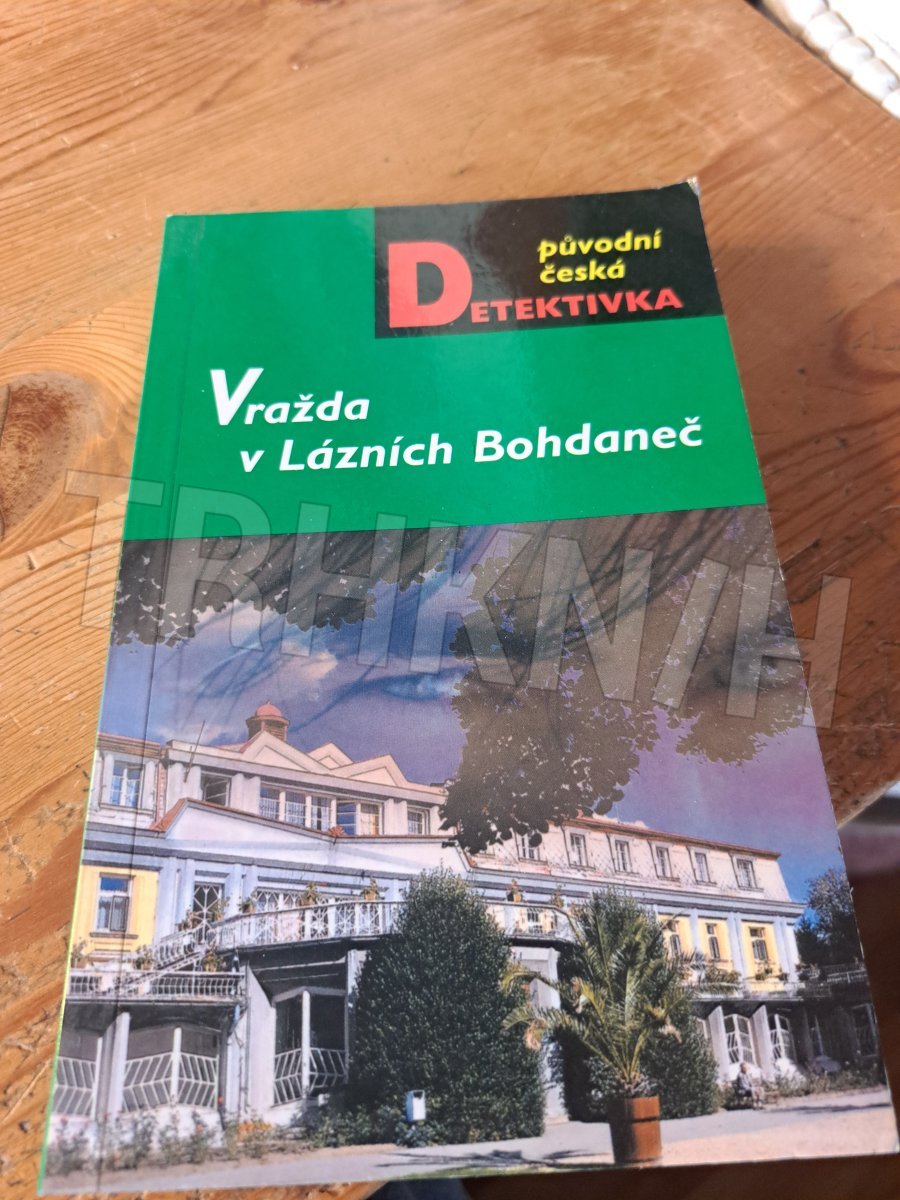 původní
česká
DETEKTIVKA
Vražda
v Lázních Bohdaneč
TRHKNIH